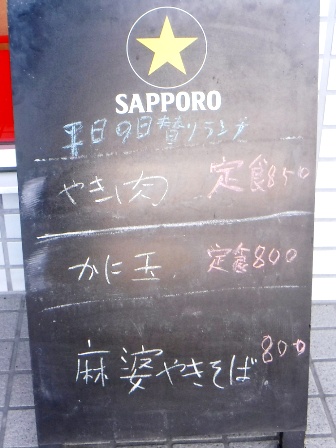 SAPPORO
平日の日替りランチ
やき肉 定食850
かに玉 定食800
麻婆やきそば 800